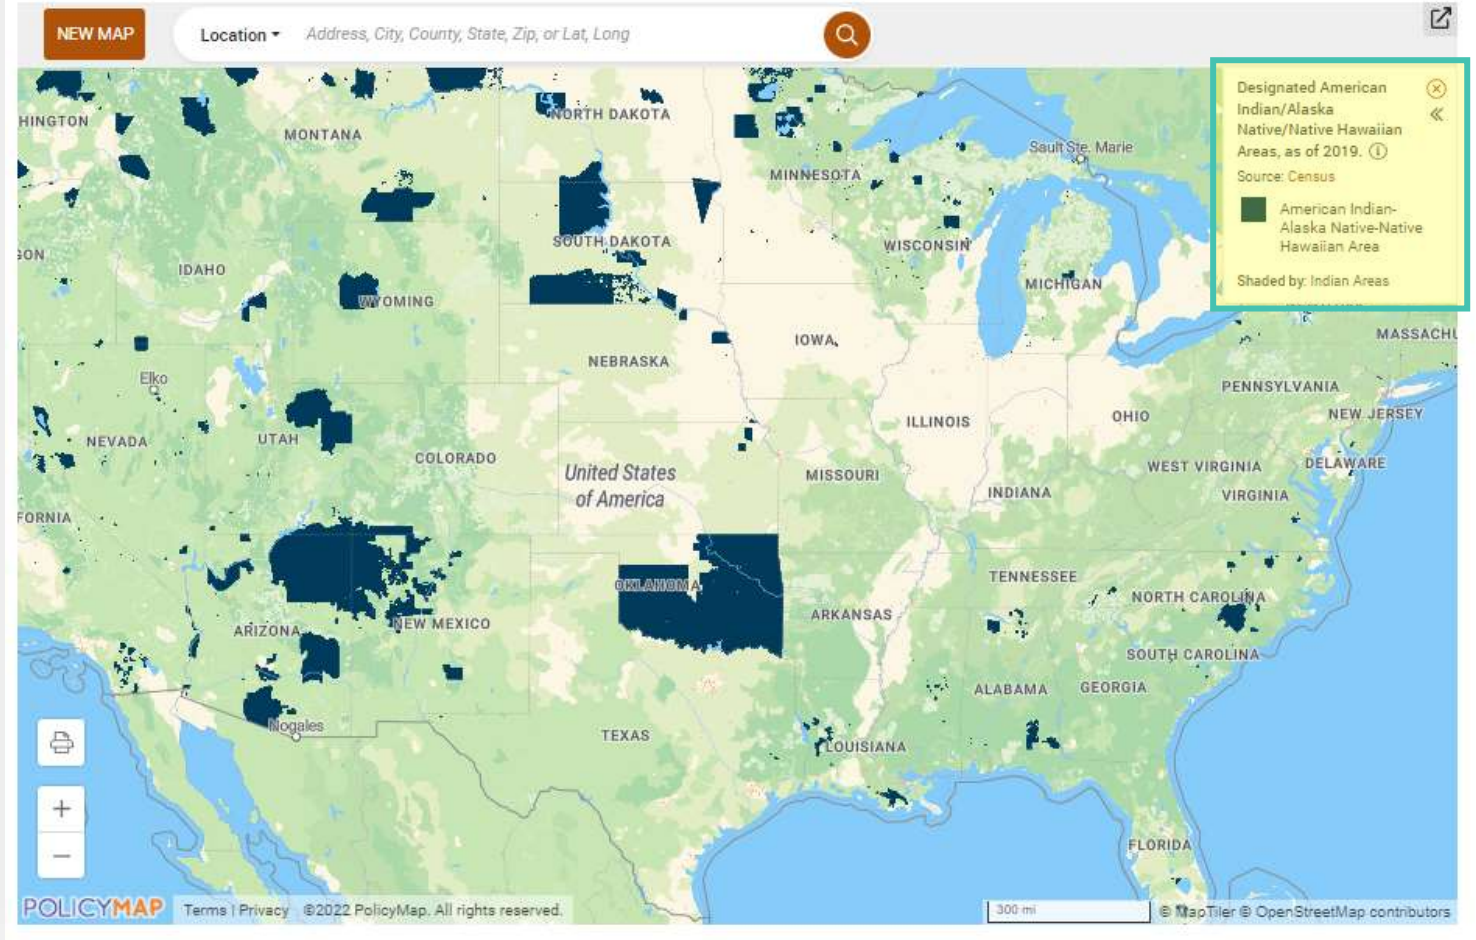 NEW MAP
Location
Address, City, County, State, Zip, or Lat, Long
Designated American
Indian/Alaska
Native/Native Hawaiian
Areas, as of 2019.
Source: Census
American Indian-
Alaska Native-Native
Hawaiian Area
Shaded by: Indian Areas
HINGTON
MONTANA
NORTH DAKOTA
MINNESOTA
Sault Ste. Marie
GON
IDAHO
SOUTH DAKOTA
WISCONSIN
WYOMING
MICHIGAN
MASSACHU
IOWA
NEBRASKA
Elko
PENNSYLVANIA
NEVADA
UTAH
COLORADO
ILLINOIS
OHIO
NEW JERSEY
United States
of America
MISSOURI
WEST VIRGINIA
DELAWARE
INDIANA
VIRGINIA
FORNIA
OKLAHOMA
TENNESSEE
NORTH CAROLINA
ARIZONA
NEW MEXICO
ARKANSAS
SOUTH CAROLINA
ALABAMA
GEORGIA
Nogales
TEXAS
LOUISIANA
FLORIDA
+
−
POLICYMAP
Terms | Privacy ©2022 PolicyMap. All rights reserved.
300 mi
© MapTiler © OpenStreetMap contributors